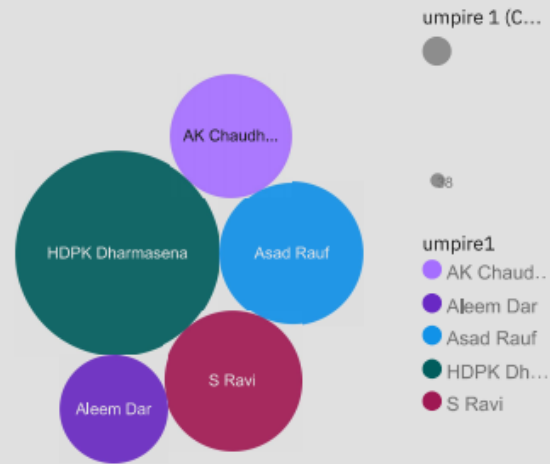 umpire 1 (C...
AK Chaudh...
HDPK Dharmasena
Asad Rauf
S Ravi
Aleem Dar
umpire1
AK Chaud...
Aleem Dar
Asad Rauf
HDPK Dh...
S Ravi